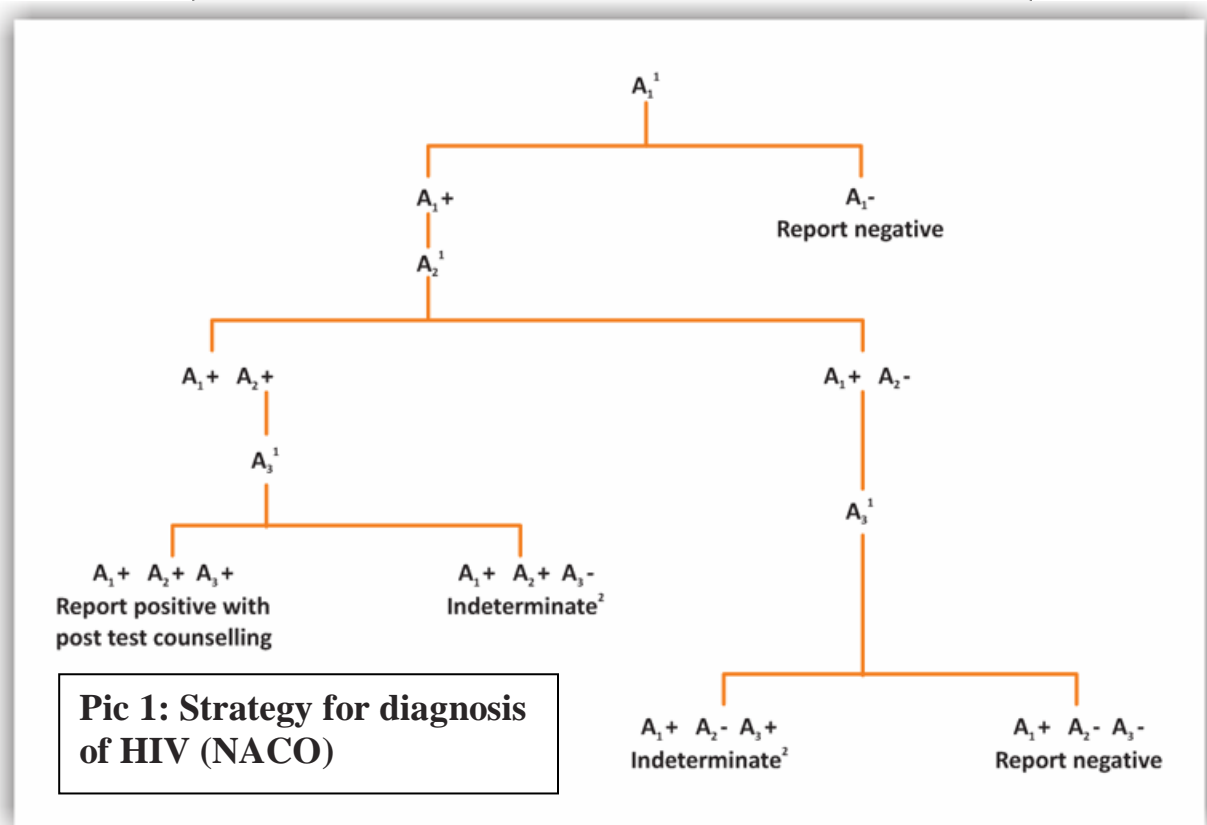 A₁¹
A₁+
A₁-
Report negative
A₂¹
A₁+ A₂+
A₁+ A₂-
A₃¹
A₃¹
A₁+ A₂+ A₃+
Report positive with
post test counselling
A₁+ A₂+ A₃-
Indeterminate²
Pic 1: Strategy for diagnosis
of HIV (NACO)
A₁+ A₂- A₃+
Indeterminate²
A₁+ A₂- A₃-
Report negative